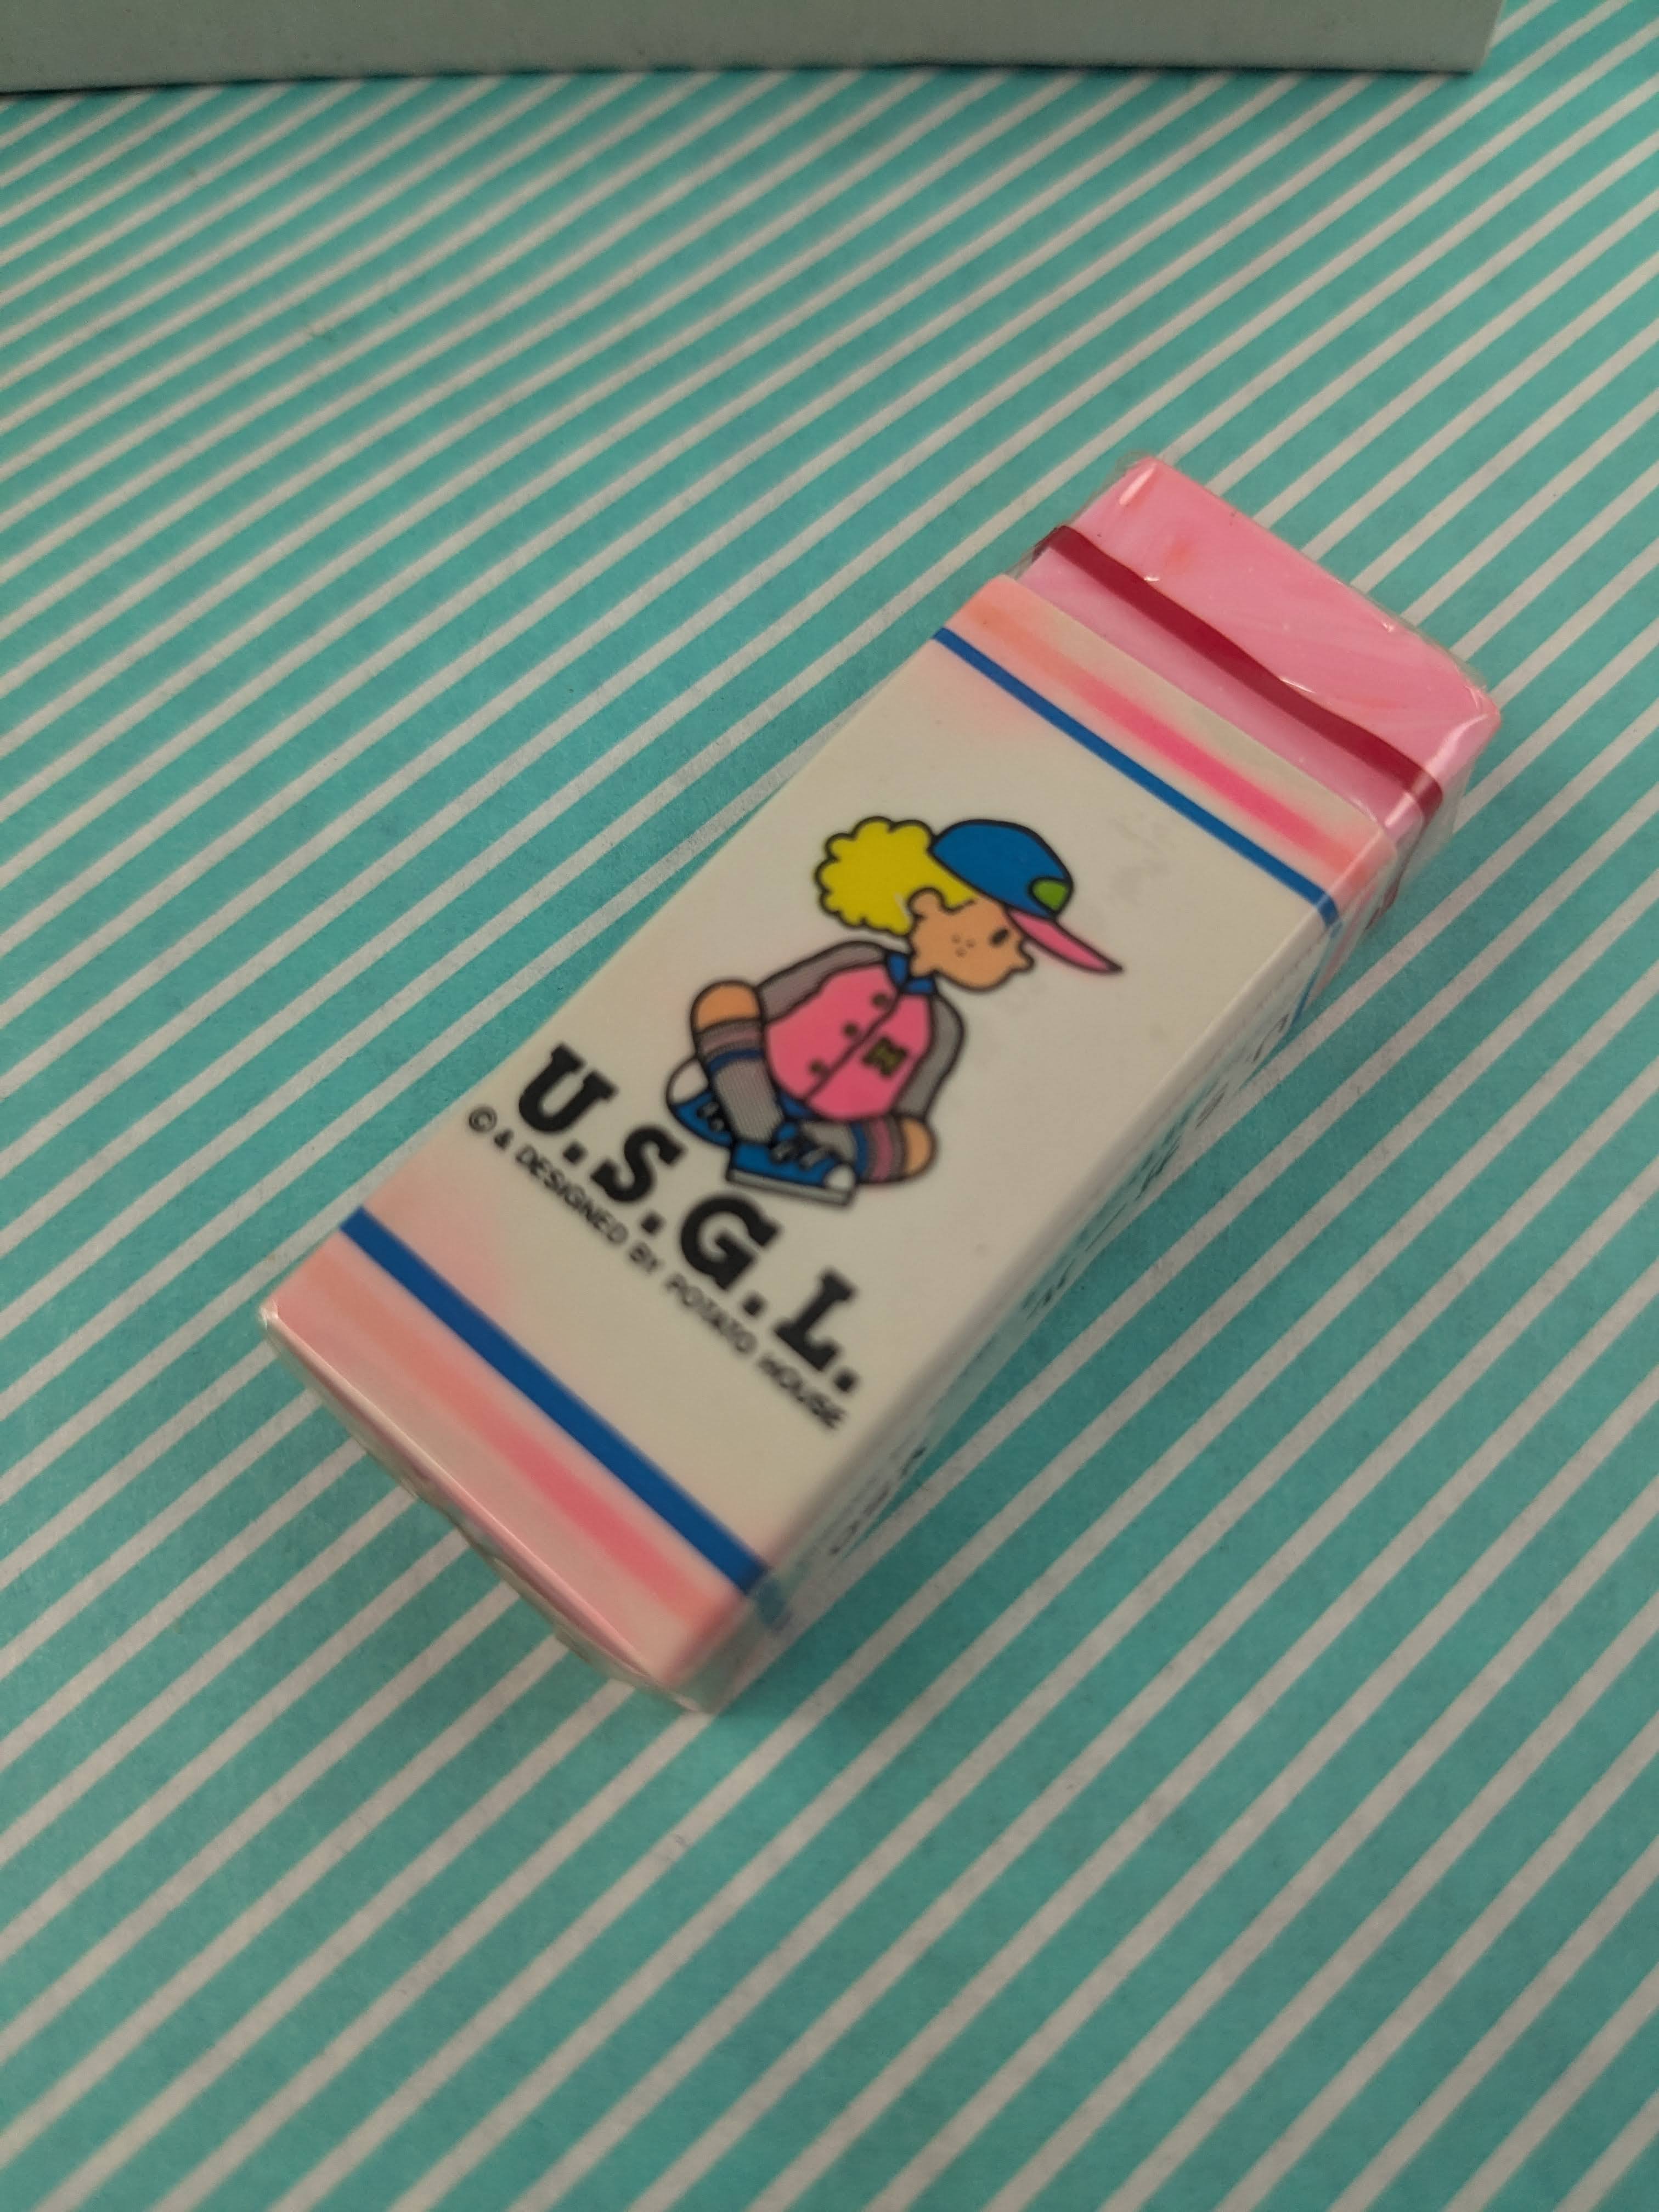 U.S.G.L.
© & DESIGNED BY POTATO HOUSE